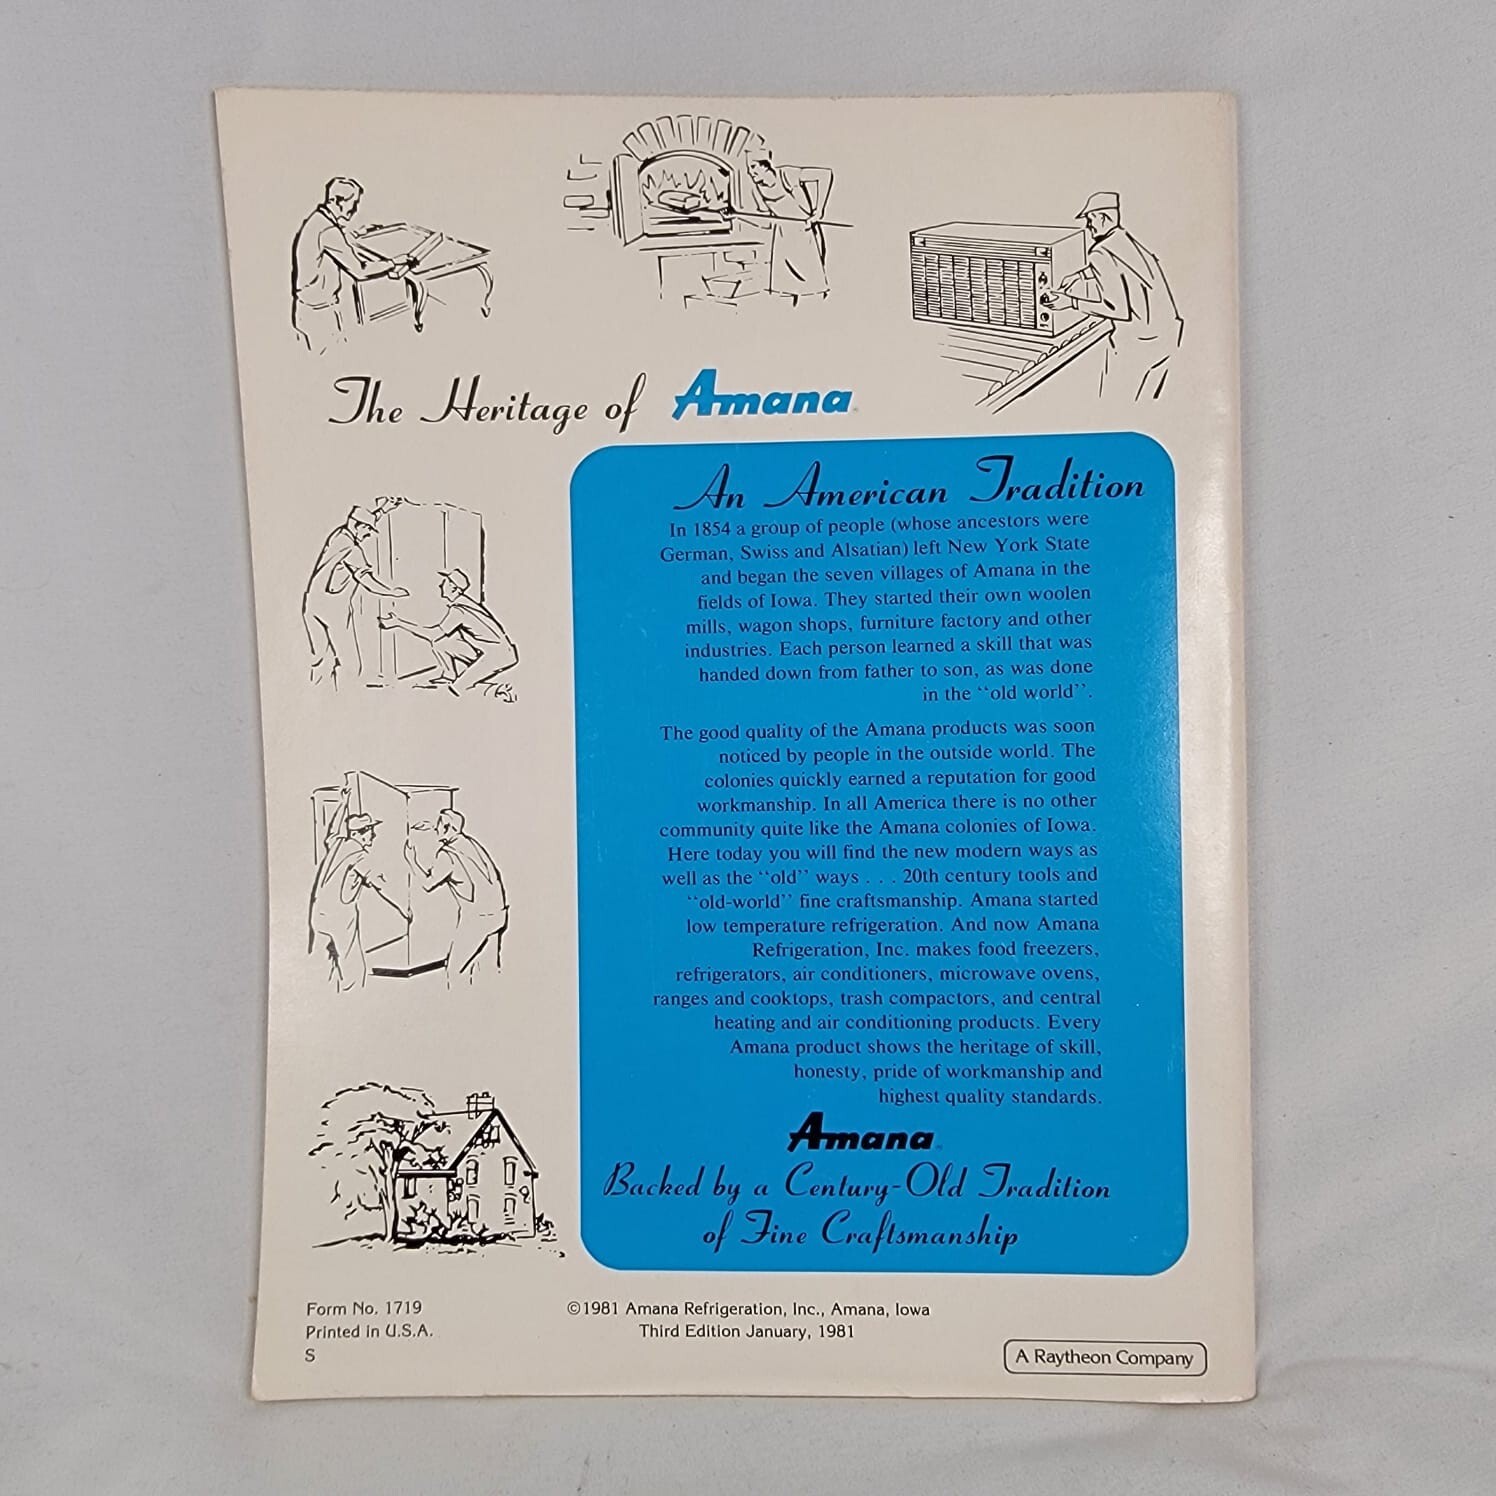 The Heritage of Amana
An American Tradition
In 1854 a group of people (whose ancestors were
German, Swiss and Alsatian) left New York State
and began the seven villages of Amana in the
fields of Iowa. They started their own woolen
mills, wagon shops, furniture factory and other
industries. Each person learned a skill that was
handed down from father to son, as was done
in the “old world”.
The good quality of the Amana products was soon
noticed by people in the outside world. The
colonies quickly earned a reputation for good
workmanship. In all America there is no other
community quite like the Amana colonies of Iowa.
Here today you will find the new modern ways as
well as the “old” ways . . . 20th century tools and
“old-world” fine craftsmanship. Amana started
low temperature refrigeration. And now Amana
Refrigeration, Inc. makes food freezers,
refrigerators, air conditioners, microwave ovens,
ranges and cooktops, trash compactors, and central
heating and air conditioning products. Every
Amana product shows the heritage of skill,
honesty, pride of workmanship and
highest quality standards.
Amana
Backed by a Century-Old Tradition
of Fine Craftsmanship
Form No. 1719
Printed in U.S.A.
S
©1981 Amana Refrigeration, Inc., Amana, Iowa
Third Edition January, 1981
A Raytheon Company